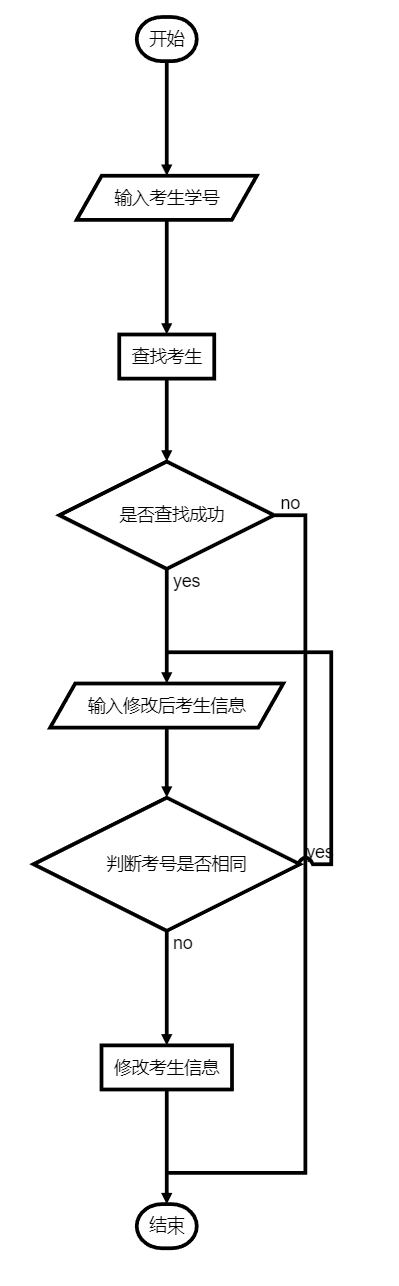 开始
输入考生学号
查找考生
是否查找成功
no
yes
输入修改后考生信息
判断考号是否相同
yes
no
修改考生信息
结束